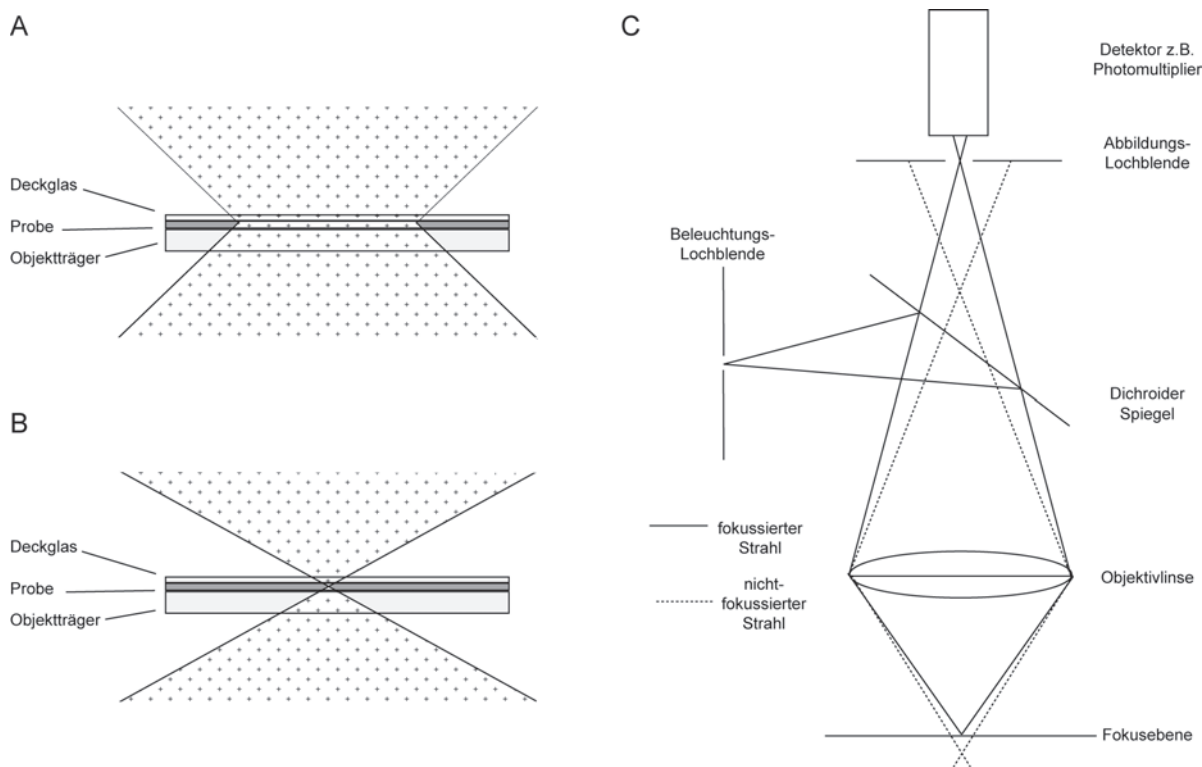 A
Deckglas
Probe
Objektträger
B
Deckglas
Probe
Objektträger
C
Detektor z.B.
Photomultiplier
Abbildungs-
Lochblende
Beleuchtungs-
Lochblende
Dichroider
Spiegel
fokussierter
Strahl
nicht-
fokussierter
Strahl
Objektivlinse
Fokusebene